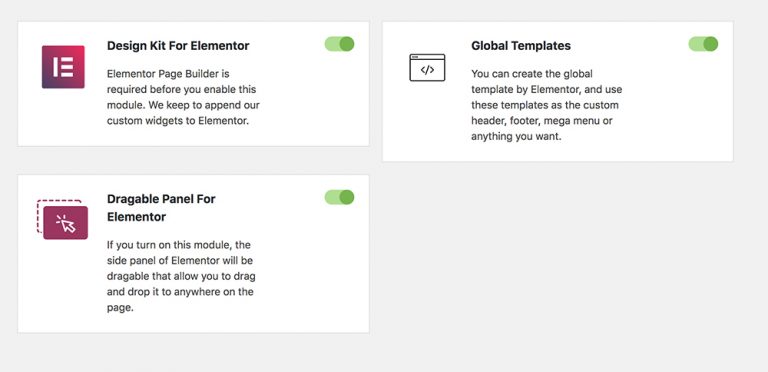 Design Kit For Elementor
Elementor Page Builder is
required before you enable this
module. We keep to append our
custom widgets to Elementor.
Global Templates
You can create the global
template by Elementor, and use
these templates as the custom
header, footer, mega menu or
anything you want.
Dragable Panel For
Elementor
If you turn on this module, the
side panel of Elementor will be
dragable that allow you to drag
and drop it to anywhere on the
page.